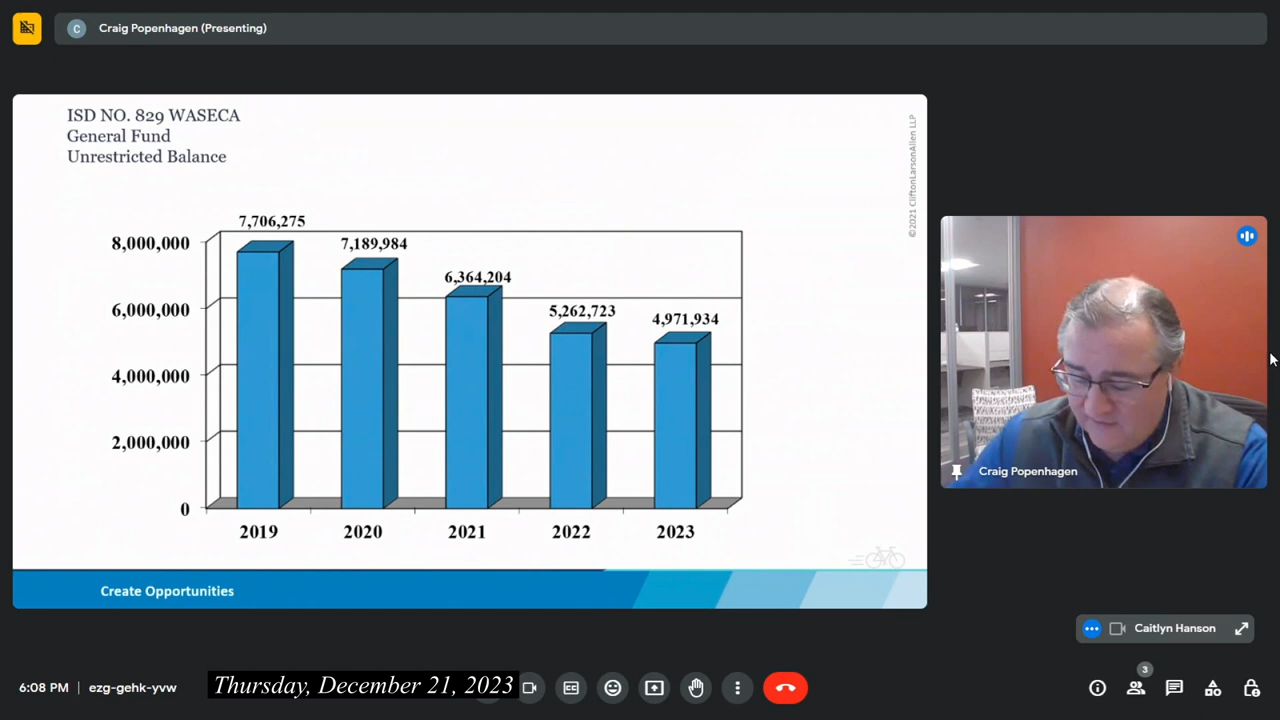 C
Craig Popenhagen (Presenting)
ISD NO. 829 WASECA
General Fund
Unrestricted Balance
©2021 CliftonLarsonAllen LLP
7,706,275
7,189,984
6,364,204
5,262,723
4,971,934
8,000,000
6,000,000
4,000,000
2,000,000
0
2019 2020 2021 2022 2023
Create Opportunities
Craig Popenhagen
Caitlyn Hanson
6:08 PM | ezg-gehk-yvw
Thursday, December 21, 2023
CC
3